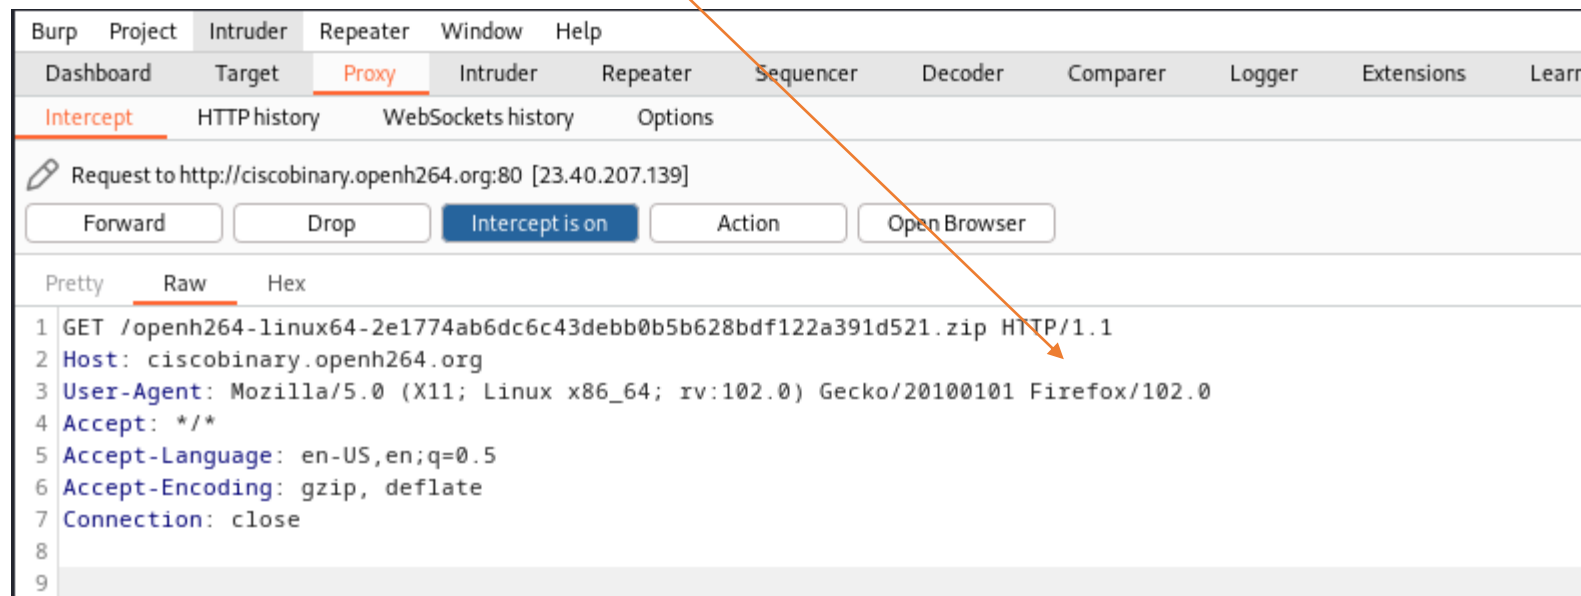 Burp Project Intruder Repeater Window Help
Dashboard Target Proxy Intruder Repeater Sequencer Decoder Comparer Logger Extensions Learn
Intercept HTTP history WebSockets history Options
Request to http://ciscobinary.openh264.org:80 [23.40.207.139]
Forward Drop Intercept is on Action Open Browser
Pretty Raw Hex
1 GET /openh264-linux64-2e1774ab6dc6c43debb0b5b628bdf122a391d521.zip HTTP/1.1
2 Host: ciscobinary.openh264.org
3 User-Agent: Mozilla/5.0 (X11; Linux x86_64; rv:102.0) Gecko/20100101 Firefox/102.0
4 Accept: */*
5 Accept-Language: en-US,en;q=0.5
6 Accept-Encoding: gzip, deflate
7 Connection: close
8
9